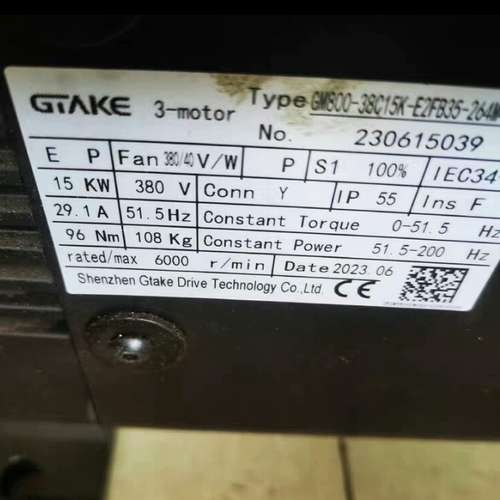 GTAKE 3-motor Type GM800-38C15K-E2FB35-264W
No. 230615039
E P Fan 380/40 V/W P S1 100% IEC34
15 KW 380 V Conn Y IP 55 Ins F
29.1 A 51.5Hz Constant Torque 0-51.5 Hz
96 Nm 108 Kg Constant Power 51.5-200 Hz
rated/max 6000 r/min Date 2023.06
Shenzhen Gtake Drive Technology Co.,Ltd. CE